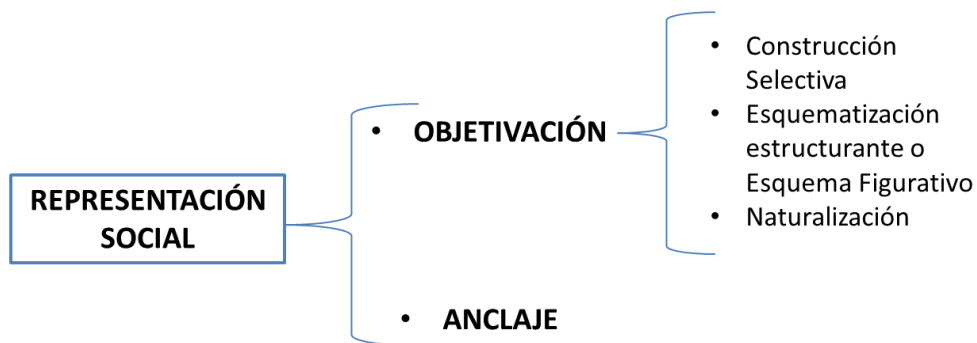 • Construcción
Selectiva
• Esquematización
estructurante o
Esquema Figurativo
• Naturalización
• OBJETIVACIÓN
REPRESENTACIÓN
SOCIAL
• ANCLAJE